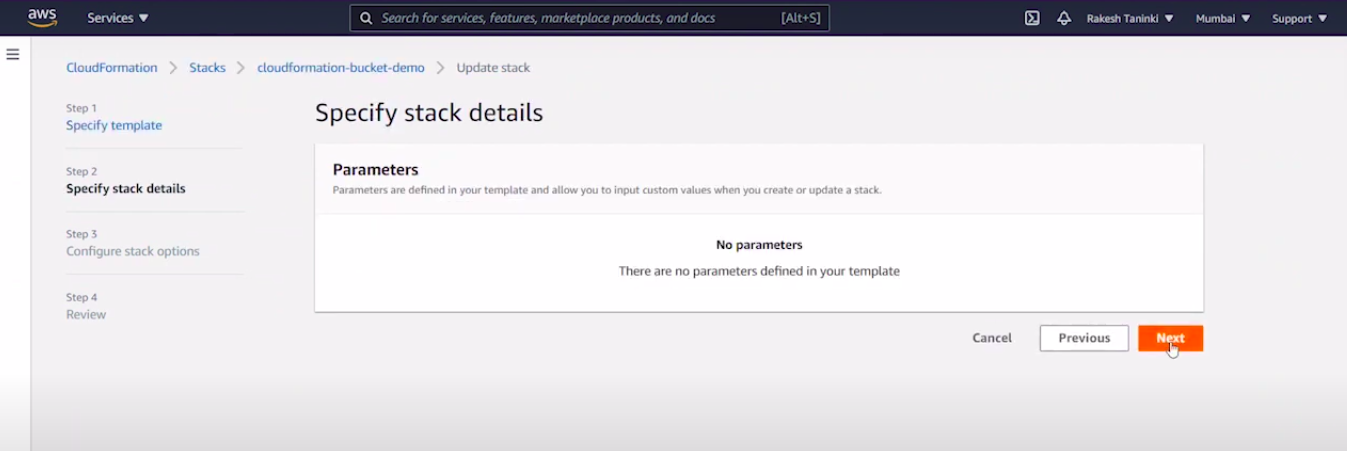 aws
Services
Search for services, features, marketplace products, and docs [Alt+S]
Rakesh Taninki
Mumbai
Support
CloudFormation
Stacks
cloudformation-bucket-demo
Update stack
Step 1
Specify template
Step 2
Specify stack details
Step 3
Configure stack options
Step 4
Review
Specify stack details
Parameters
Parameters are defined in your template and allow you to input custom values when you create or update a stack.
No parameters
There are no parameters defined in your template
Cancel
Previous
Next